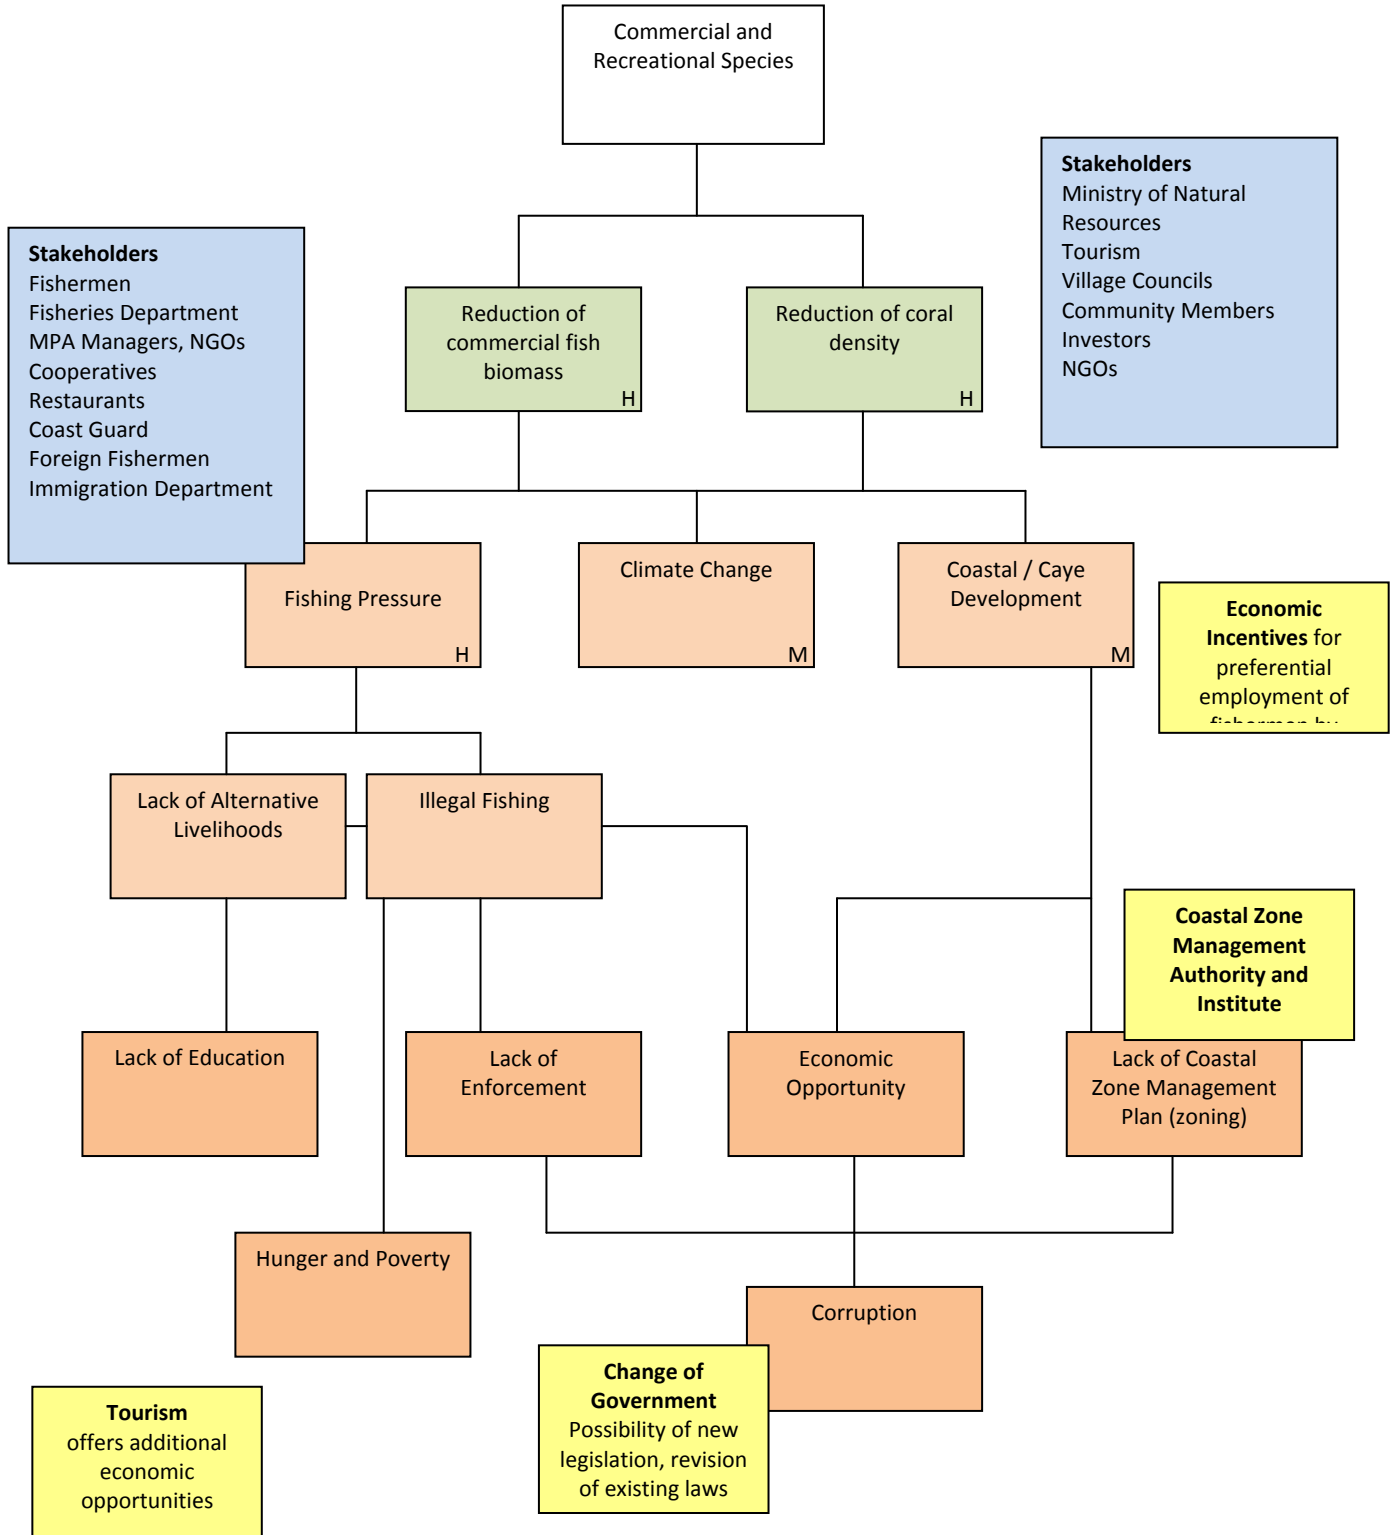 Commercial and
Recreational Species
Stakeholders
Ministry of Natural
Resources
Tourism
Village Councils
Community Members
Investors
NGOs
Stakeholders
Fishermen
Fisheries Department
MPA Managers, NGOs
Cooperatives
Restaurants
Coast Guard
Foreign Fishermen
Immigration Department
Reduction of
commercial fish
biomass
H
Reduction of coral
density
H
Fishing Pressure
H
Climate Change
M
Coastal / Caye
Development
M
Economic
Incentives for
preferential
employment of
fishermen by
Lack of Alternative
Livelihoods
Illegal Fishing
Coastal Zone
Management
Authority and
Institute
Lack of Education
Lack of
Enforcement
Economic
Opportunity
Lack of Coastal
Zone Management
Plan (zoning)
Hunger and Poverty
Corruption
Change of
Government
Possibility of new
legislation, revision
of existing laws
Tourism
offers additional
economic
opportunities